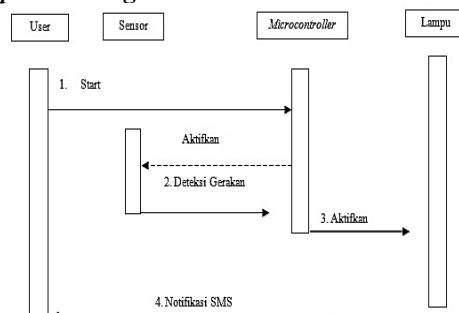 User
Sensor
Microcontroller
Lampu
1. Start
Aktifkan
2. Deteksi Gerakan
3. Aktifkan
4. Notifikasi SMS